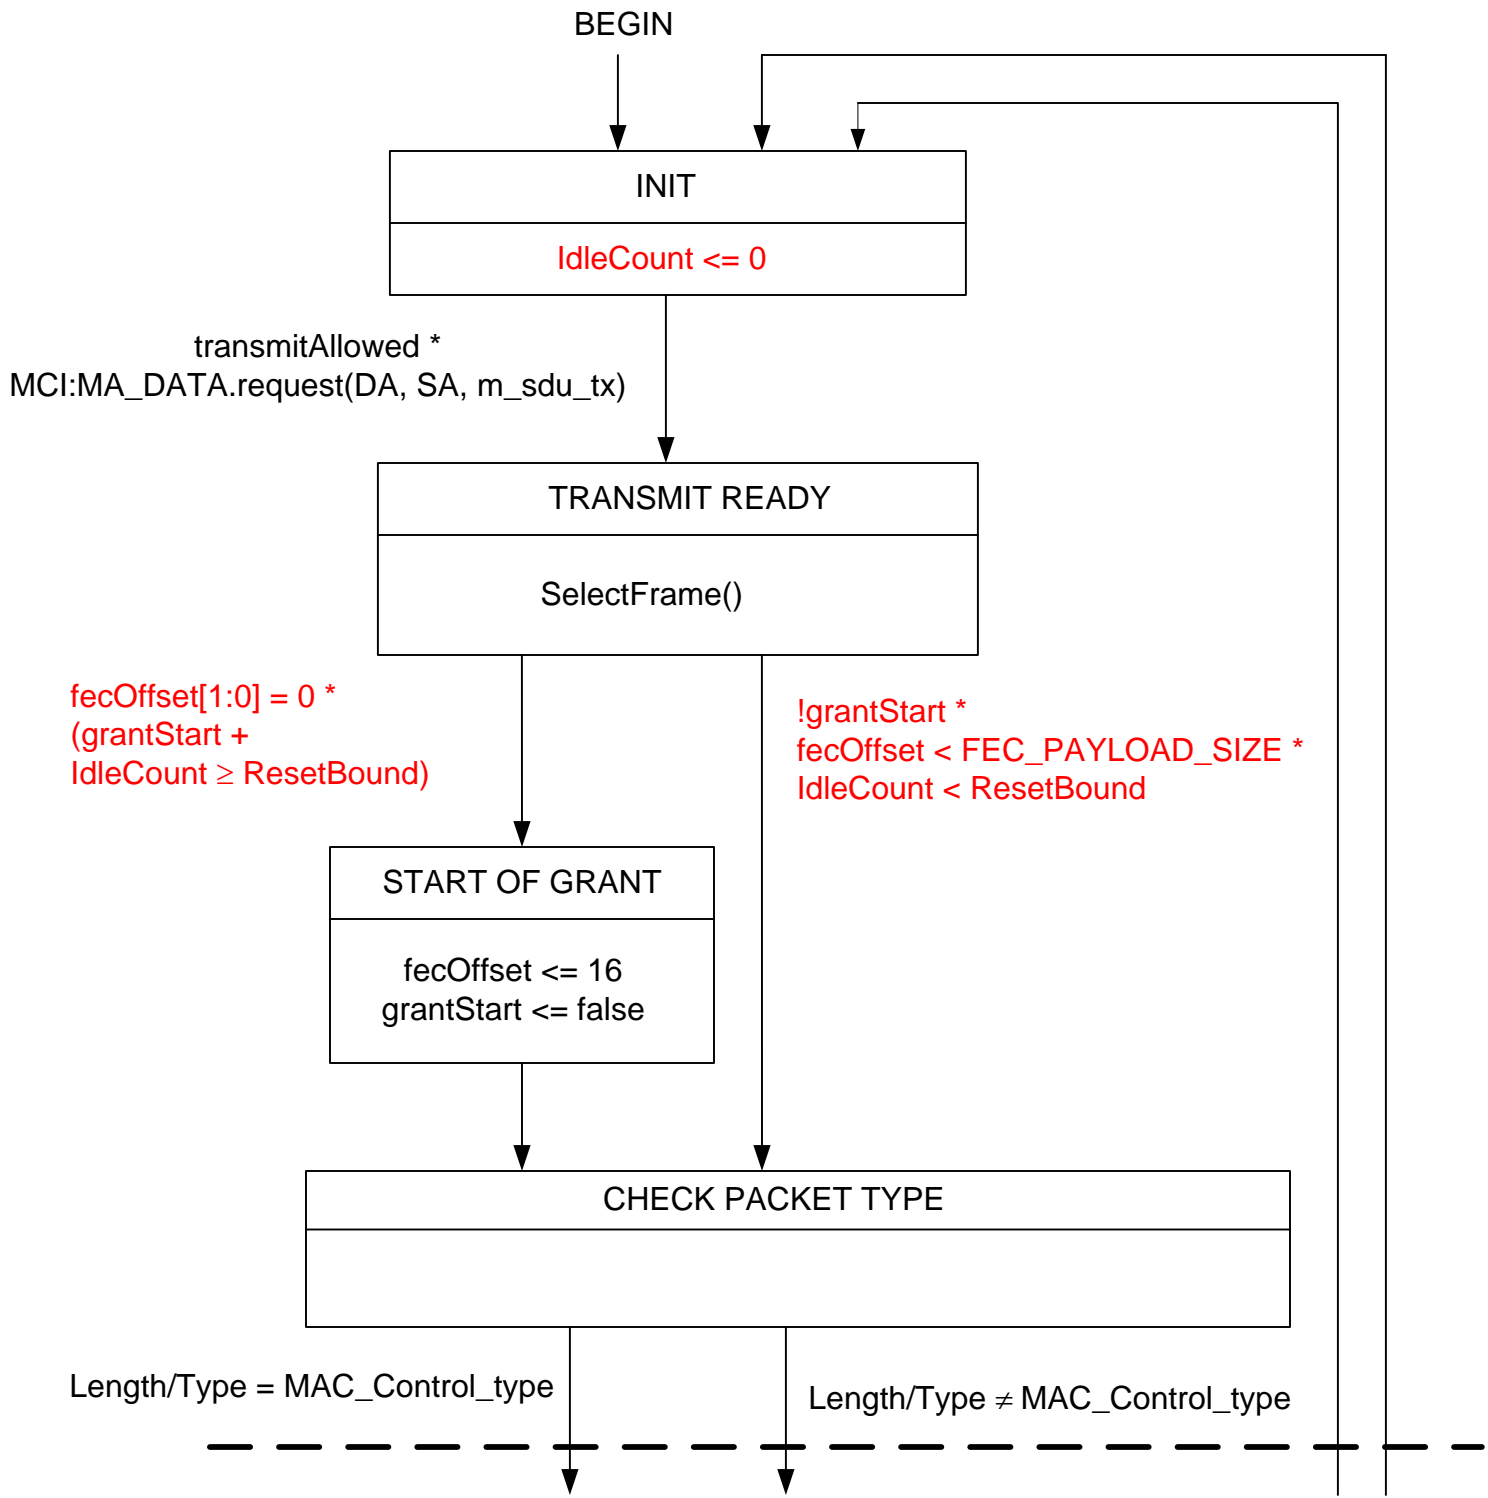 BEGIN
INIT
IdleCount <= 0
transmitAllowed *
MCI:MA_DATA.request(DA, SA, m_sdu_tx)
TRANSMIT READY
SelectFrame()
fecOffset[1:0] = 0 *
(grantStart +
IdleCount ≥ ResetBound)
!grantStart *
fecOffset < FEC_PAYLOAD_SIZE *
IdleCount < ResetBound
START OF GRANT
fecOffset <= 16
grantStart <= false
CHECK PACKET TYPE
Length/Type = MAC_Control_type
Length/Type ≠ MAC_Control_type